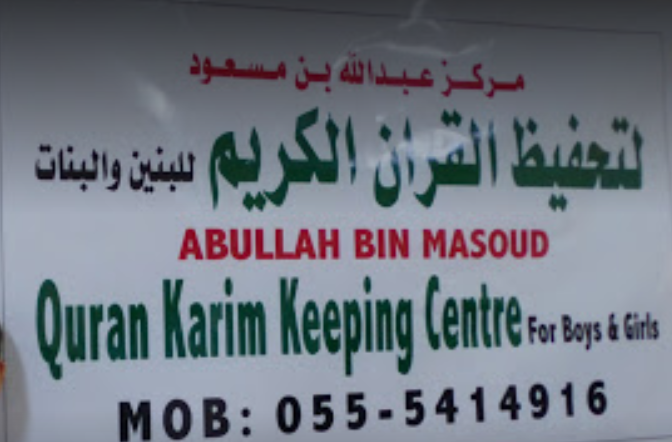 مركز عبدالله بن مسعود
لتحفيظ القران الكريم للبنين والبنات
ABULLAH BIN MASOUD
Quran Karim Keeping Centre For Boys & Girls
MOB: 055-5414916